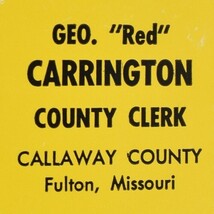 GEO. "Red"
CARRINGTON
COUNTY CLERK
CALLAWAY COUNTY
Fulton, Missouri